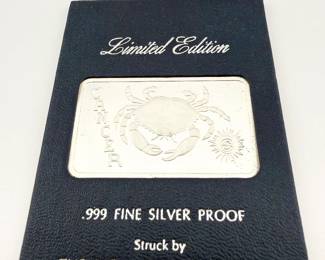 Limited Edition
CANCER
.999 FINE SILVER PROOF
Struck by